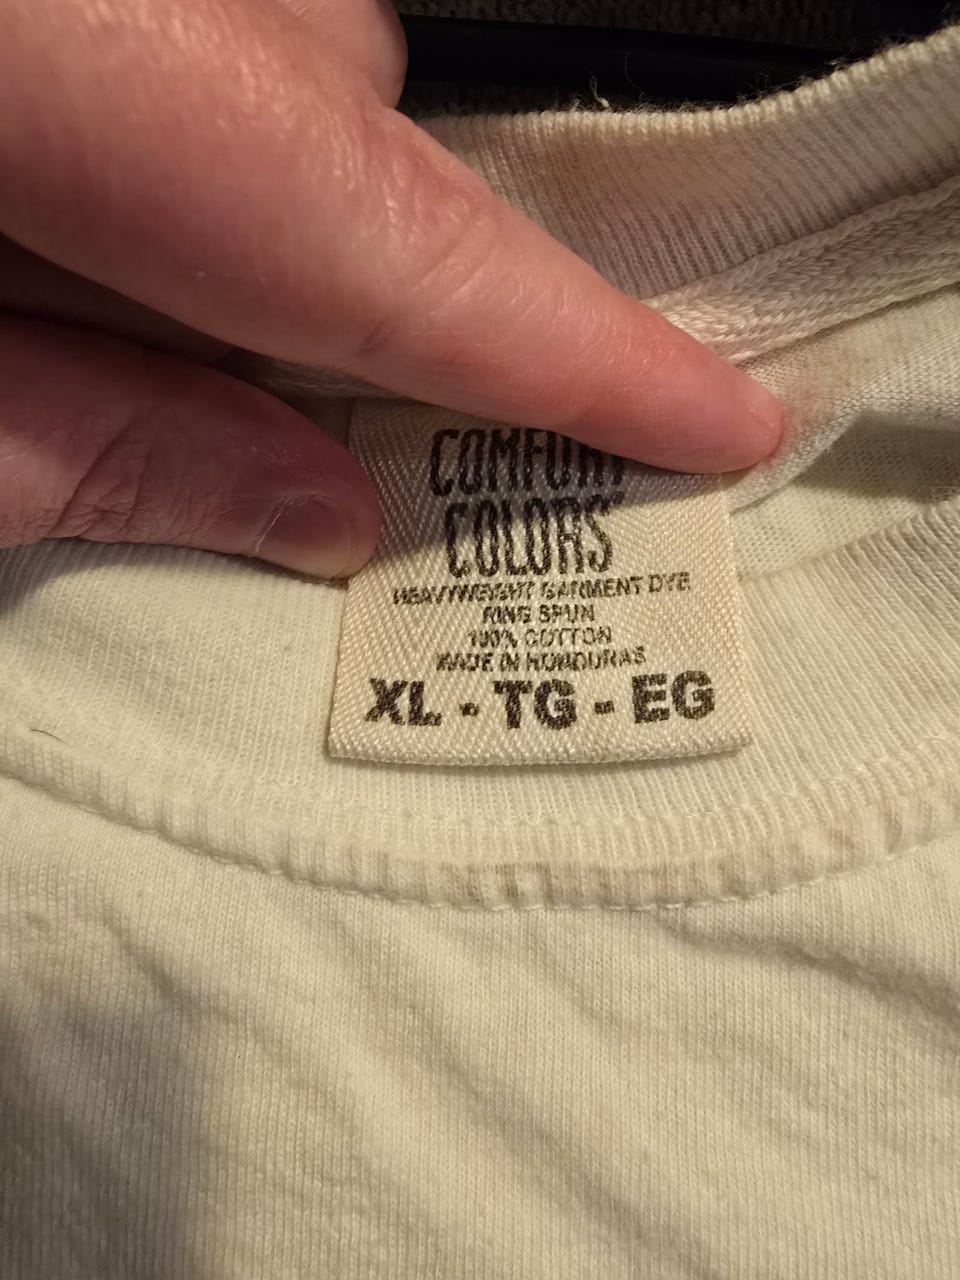 COMFORT
COLORS
HEAVYWEIGHT GARMENT DYE
RING SPUN
100% COTTON
MADE IN HONDURAS
XL - TG - EG